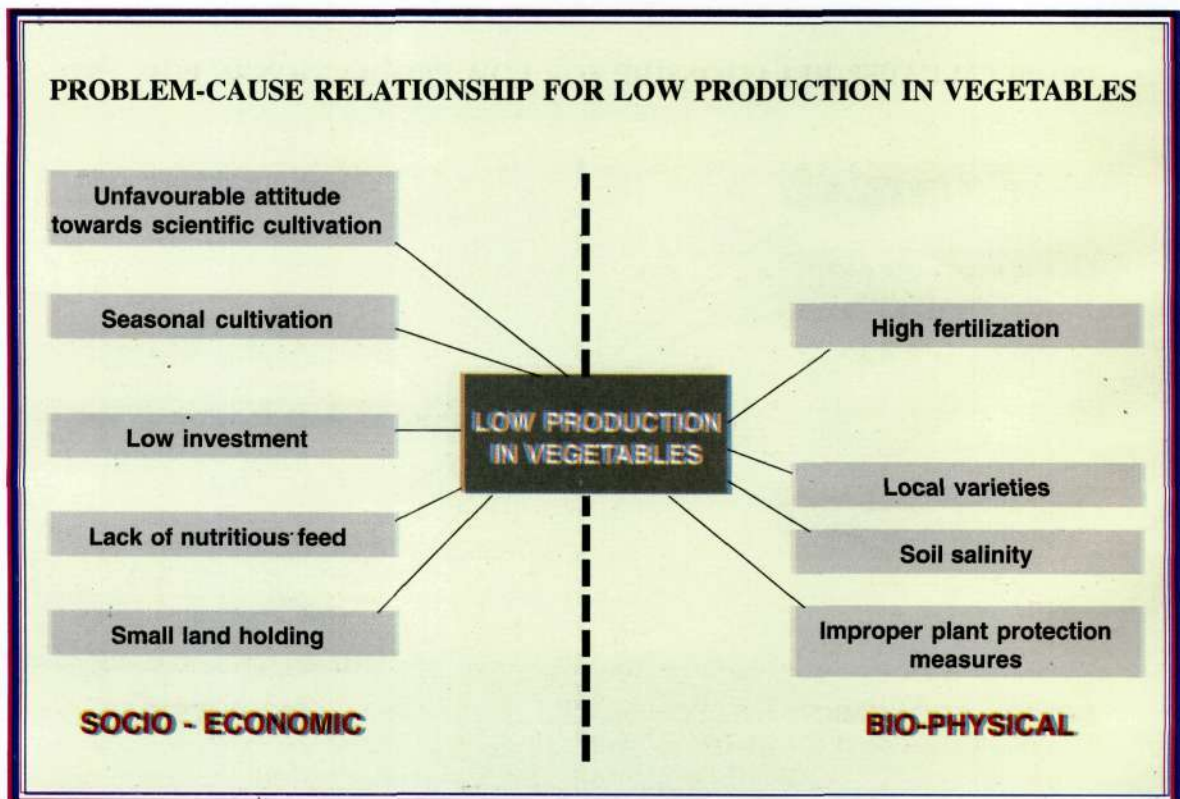 PROBLEM-CAUSE RELATIONSHIP FOR LOW PRODUCTION IN VEGETABLES
Unfavourable attitude
towards scientific cultivation
Seasonal cultivation
Low investment
Lack of nutritious feed
Small land holding
SOCIO - ECONOMIC
LOW PRODUCTION
IN VEGETABLES
High fertilization
Local varieties
Soil salinity
Improper plant protection
measures
BIO-PHYSICAL